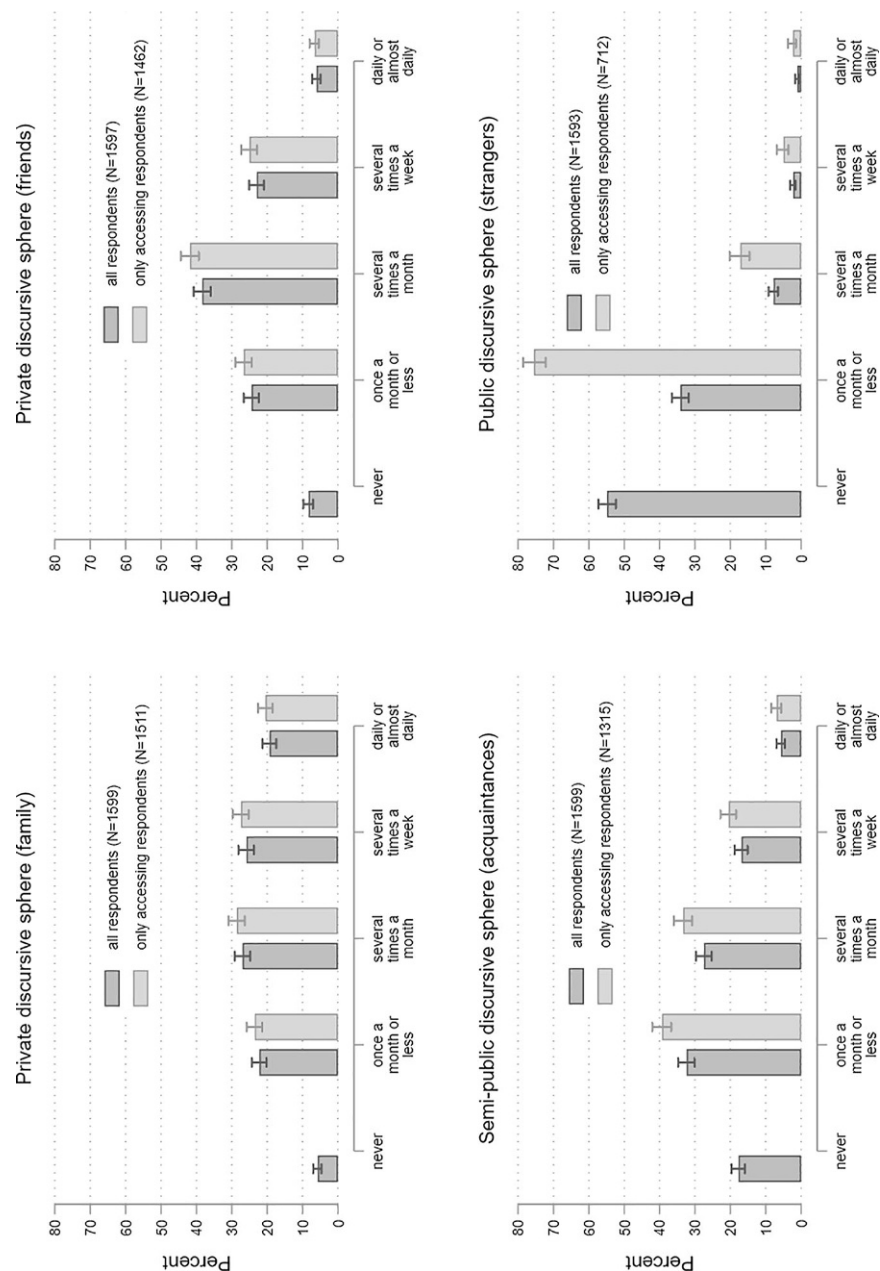 Private discursive sphere (family)
Percent
80
70
60
50
40
30
20
10
0
all respondents (N=1599)
only accessing respondents (N=1511)
never
once a
month or
less
several
times a
month
several
times a
week
daily or
almost
daily
Private discursive sphere (friends)
Percent
80
70
60
50
40
30
20
10
0
all respondents (N=1597)
only accessing respondents (N=1462)
never
once a
month or
less
several
times a
month
several
times a
week
daily or
almost
daily
Semi-public discursive sphere (acquaintances)
Percent
80
70
60
50
40
30
20
10
0
all respondents (N=1599)
only accessing respondents (N=1315)
never
once a
month or
less
several
times a
month
several
times a
week
daily or
almost
daily
Public discursive sphere (strangers)
Percent
80
70
60
50
40
30
20
10
0
all respondents (N=1593)
only accessing respondents (N=712)
never
once a
month or
less
several
times a
month
several
times a
week
daily or
almost
daily